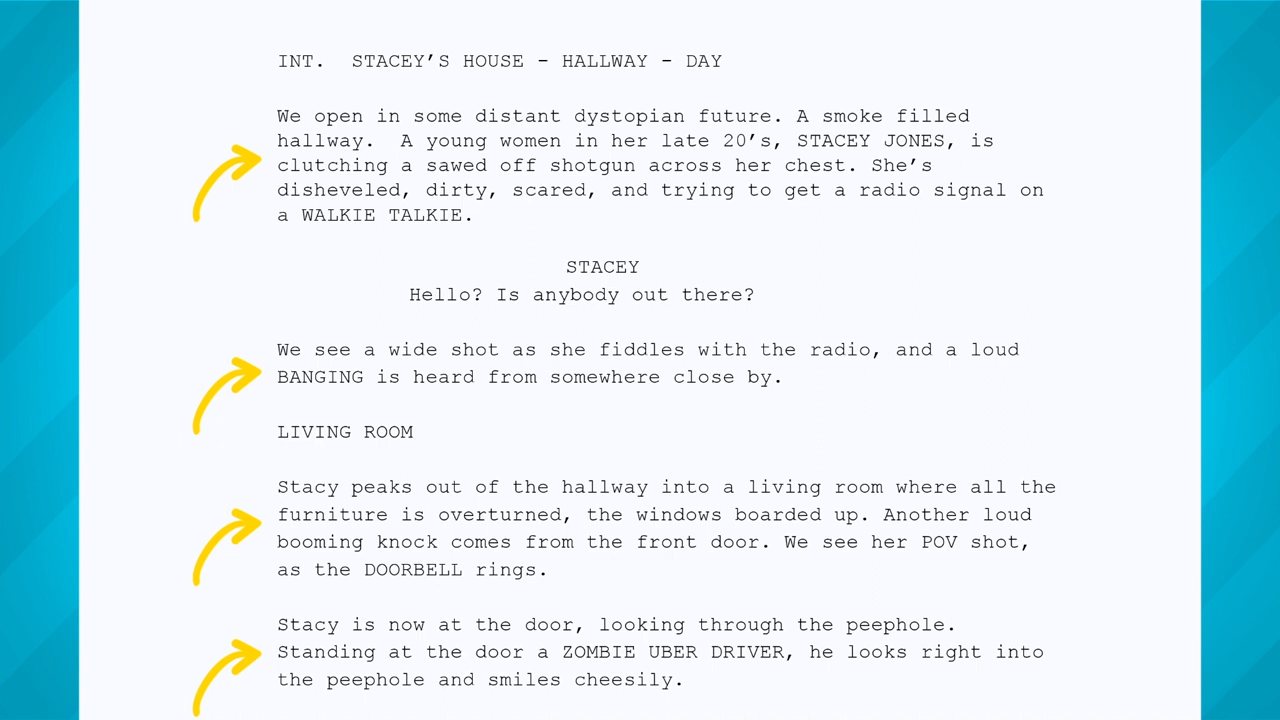 INT.  STACEY’S HOUSE – HALLWAY – DAY
We open in some distant dystopian future. A smoke filled
hallway.  A young women in her late 20’s, STACEY JONES, is
clutching a sawed off shotgun across her chest. She’s
disheveled, dirty, scared, and trying to get a radio signal on
a WALKIE TALKIE.
STACEY
Hello? Is anybody out there?
We see a wide shot as she fiddles with the radio, and a loud
BANGING is heard from somewhere close by.
LIVING ROOM
Stacy peaks out of the hallway into a living room where all the
furniture is overturned, the windows boarded up. Another loud
booming knock comes from the front door. We see her POV shot,
as the DOORBELL rings.
Stacy is now at the door, looking through the peephole.
Standing at the door a ZOMBIE UBER DRIVER, he looks right into
the peephole and smiles cheesily.